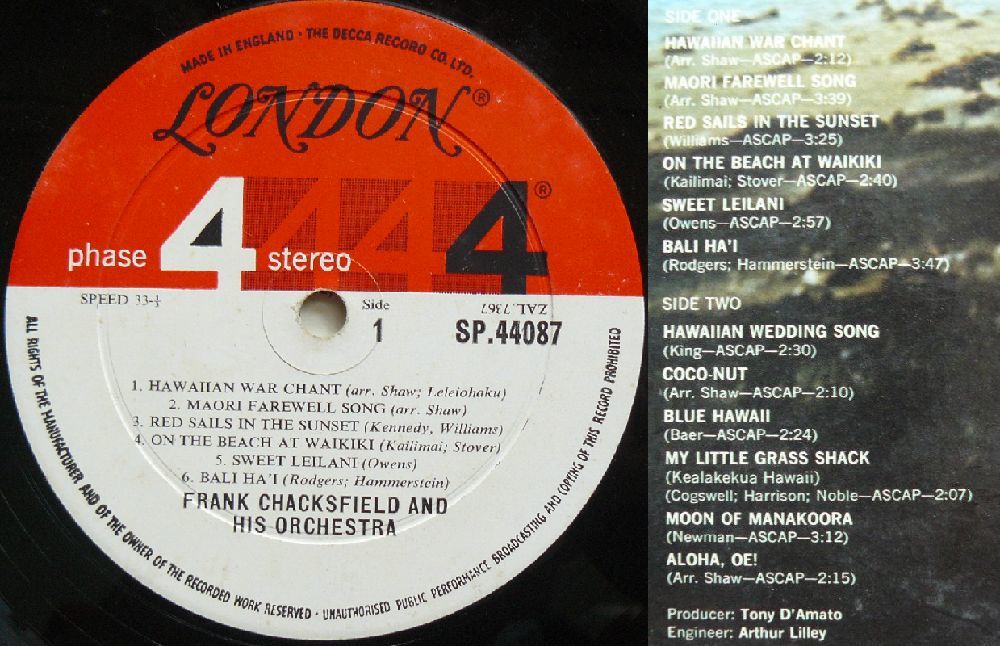 MADE IN ENGLAND · THE DECCA RECORD CO. LTD.
LONDON®
phase 4 stereo 4 4 4®
SPEED 33⅓
Side
1
ZAL.7367
SP.44087
1. HAWAIIAN WAR CHANT (arr. Shaw; Leleiohaku)
2. MAORI FAREWELL SONG (arr. Shaw)
3. RED SAILS IN THE SUNSET (Kennedy, Williams)
4. ON THE BEACH AT WAIKIKI (Kailimai; Stover)
5. SWEET LEILANI (Owens)
6. BALI HA'I (Rodgers; Hammerstein)
FRANK CHACKSFIELD AND
HIS ORCHESTRA
ALL RIGHTS OF THE MANUFACTURER AND OF THE OWNER OF THE RECORDED WORK RESERVED · UNAUTHORISED PUBLIC PERFORMANCE BROADCASTING AND COPYING OF THIS RECORD PROHIBITED
SIDE ONE
HAWAIIAN WAR CHANT
(Arr. Shaw—ASCAP—2:12)
MAORI FAREWELL SONG
(Arr. Shaw—ASCAP—3:39)
RED SAILS IN THE SUNSET
(Williams—ASCAP—3:25)
ON THE BEACH AT WAIKIKI
(Kailimai; Stover—ASCAP—2:40)
SWEET LEILANI
(Owens—ASCAP—2:57)
BALI HA'I
(Rodgers; Hammerstein—ASCAP—3:47)
SIDE TWO
HAWAIIAN WEDDING SONG
(King—ASCAP—2:30)
COCO-NUT
(Arr. Shaw—ASCAP—2:10)
BLUE HAWAII
(Baer—ASCAP—2:24)
MY LITTLE GRASS SHACK
(Kealakekua Hawaii)
(Cogswell; Harrison; Noble—ASCAP—2:07)
MOON OF MANAKOORA
(Newman—ASCAP—3:12)
ALOHA, OE!
(Arr. Shaw—ASCAP—2:15)
Producer: Tony D'Amato
Engineer: Arthur Lilley